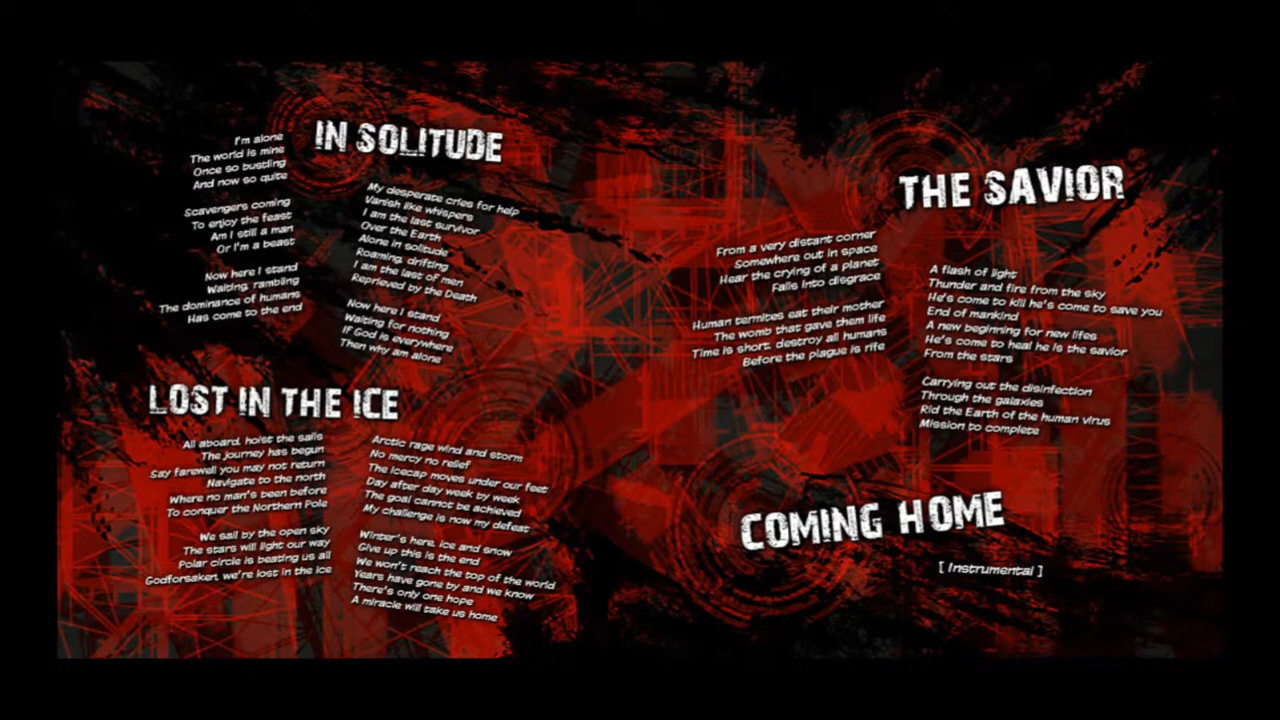 IN SOLITUDE
I'm alone
The world is mine
Once so bustling
And now so quite
Scavengers coming
To enjoy the feast
Am I still a man
Or I'm a beast
Now here I stand
Waiting, rambling
The dominance of humans
Has come to the end
My desperate cries for help
Vanish like whispers
I am the last survivor
Over the Earth
Alone in solitude
Roaming, drifting
I am the last of men
Reprieved by the Death
Now here I stand
Waiting for nothing
If God is everywhere
Then why am alone
LOST IN THE ICE
All aboard, hoist the sails
The journey has begun
Say farewell you may not return
Navigate to the north
Where no man's been before
To conquer the Northern Pole
We sail by the open sky
The stars will light our way
Polar circle is beating us all
Godforsaken, we're lost in the ice
Arctic rage wind and storm
No mercy no relief
The icecap moves under our feet
Day after day week by week
The goal cannot be achieved
My challenge is now my defeat
Winter's here, ice and snow
Give up this is the end
We won't reach the top of the world
Years have gone by and we know
There's only one hope
A miracle will take us home
THE SAVIOR
From a very distant corner
Somewhere out in space
Hear the crying of a planet
Falls into disgrace
Human termites eat their mother
The womb that gave them life
Time is short, destroy all humans
Before the plague is rife
A flash of light
Thunder and fire from the sky
He's come to kill he's come to save you
End of mankind
A new beginning for new lifes
He's come to heal he is the savior
From the stars
Carrying out the disinfection
Through the galaxies
Rid the Earth of the human virus
Mission to complete
COMING HOME
[ Instrumental ]